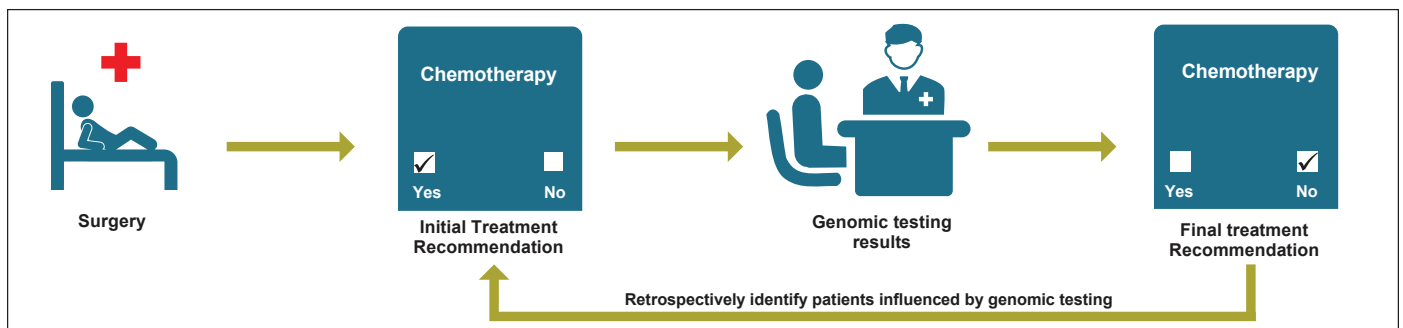 Chemotherapy
Yes
No
Surgery
Initial Treatment
Recommendation
Genomic testing
results
Chemotherapy
Yes
No
Final treatment
Recommendation
Retrospectively identify patients influenced by genomic testing